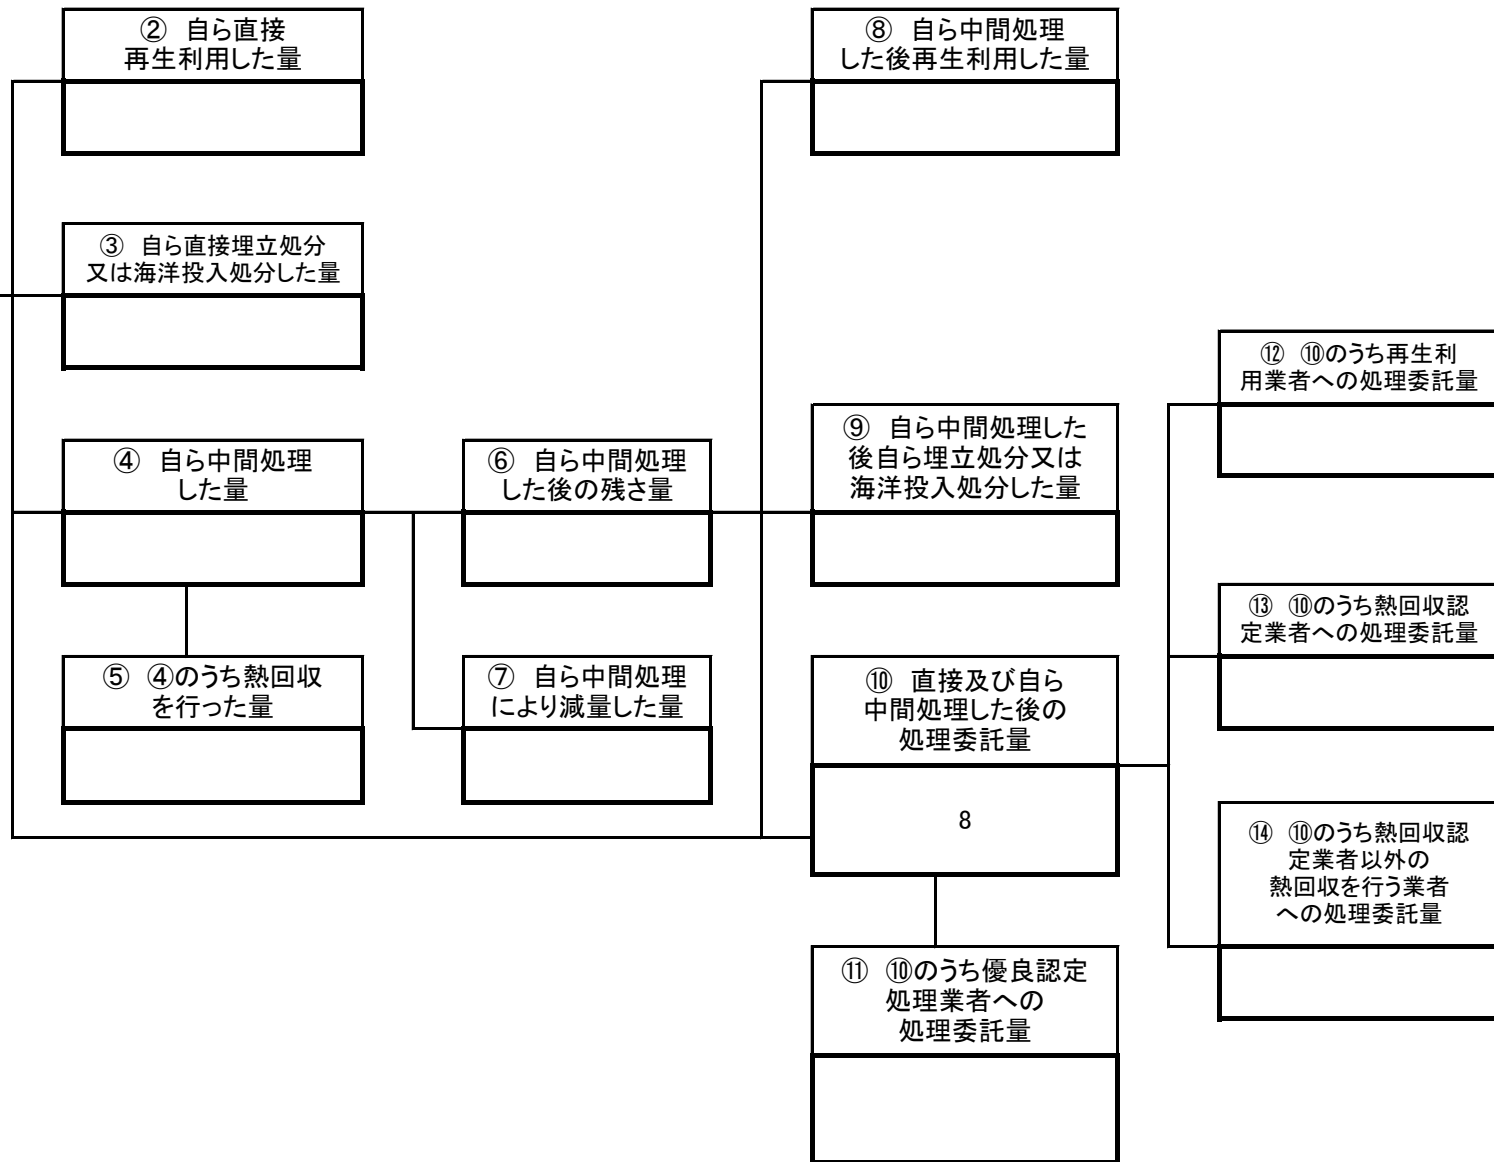 ② 自ら直接
再生利用した量
⑧ 自ら中間処理
した後再生利用した量
③ 自ら直接埋立処分
又は海洋投入処分した量
⑫ ⑩のうち再生利
用業者への処理委託量
④ 自ら中間処理
した量
⑥ 自ら中間処理
した後の残さ量
⑨ 自ら中間処理した
後自ら埋立処分又は
海洋投入処分した量
⑬ ⑩のうち熱回収認
定業者への処理委託量
⑤ ④のうち熱回収
を行った量
⑦ 自ら中間処理
により減量した量
⑩ 直接及び自ら
中間処理した後の
処理委託量
8
⑭ ⑩のうち熱回収認
定業者以外の
熱回収を行う業者
への処理委託量
⑪ ⑩のうち優良認定
処理業者への
処理委託量